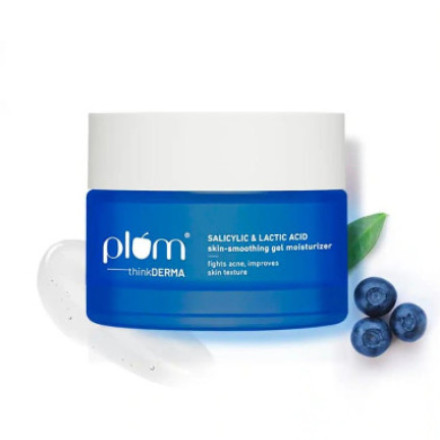 plum®
thinkDERMA
SALICYLIC & LACTIC ACID
skin-smoothing gel moisturizer
fights acne, improves
skin texture